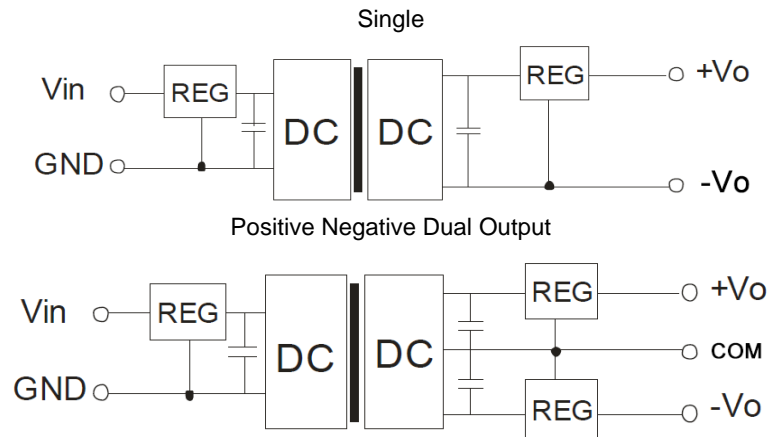 Single
Vin REG DC DC REG +Vo
GND -Vo
Positive Negative Dual Output
Vin REG DC DC REG +Vo
COM
GND REG -Vo